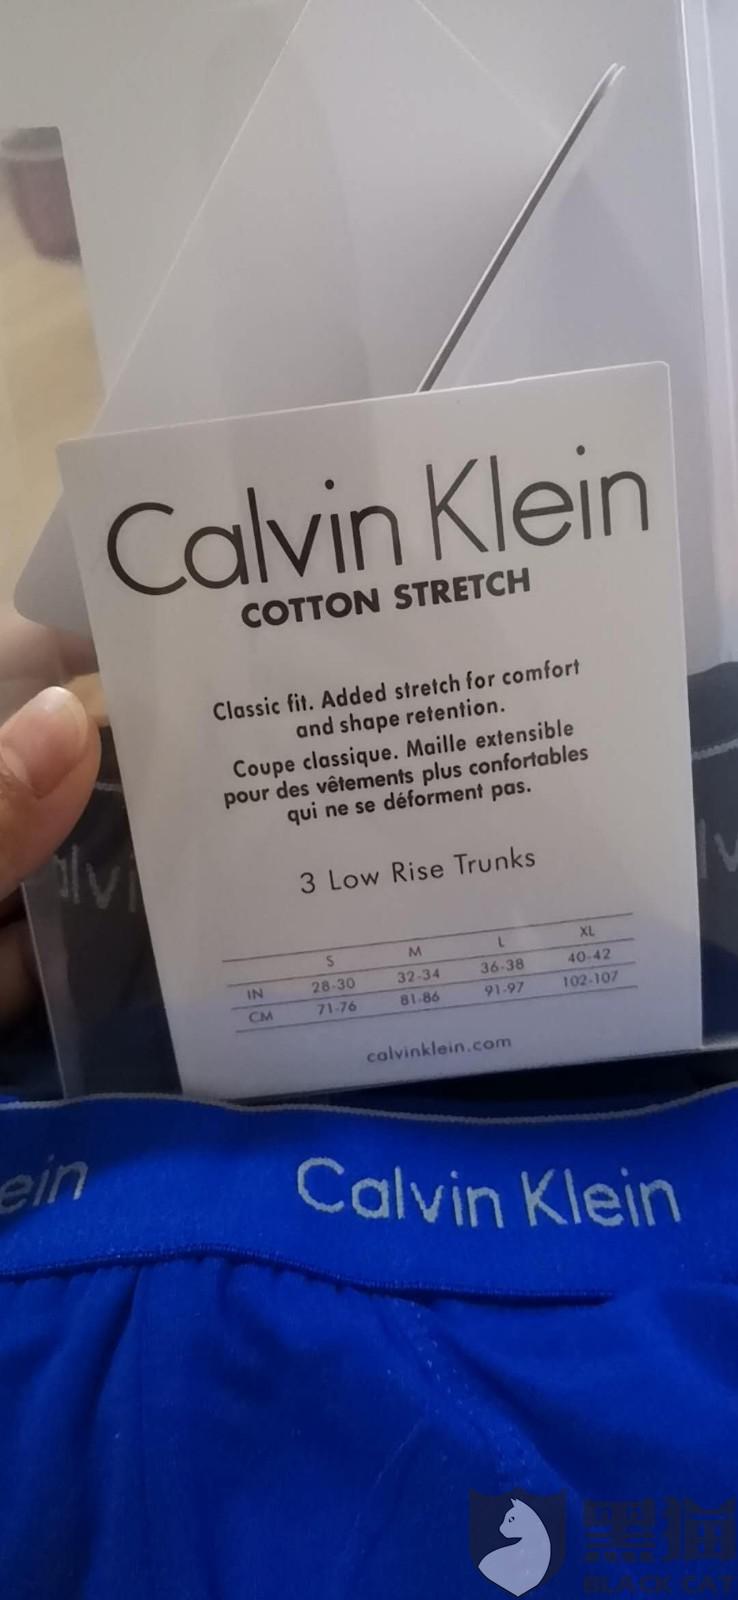 Calvin Klein
COTTON STRETCH
Classic fit. Added stretch for comfort
and shape retention.
Coupe classique. Maille extensible
pour des vêtements plus confortables
qui ne se déforment pas.
3 Low Rise Trunks
S M L XL
IN 28-30 32-34 36-38 40-42
CM 71-76 81-86 91-97 102-107
calvinklein.com
alvi
lv
ein Calvin Klein
黑猫
BLACK CAT